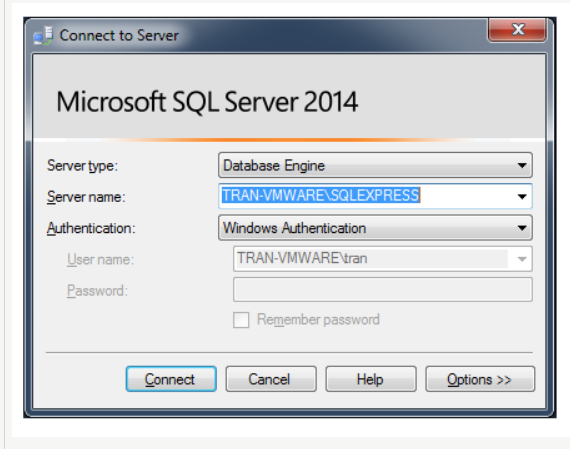 Connect to Server
Microsoft SQL Server 2014
Server type: Database Engine
Server name: TRAN-VMWARE\SQLEXPRESS
Authentication: Windows Authentication
User name: TRAN-VMWARE\tran
Password:
Remember password
Connect Cancel Help Options >>